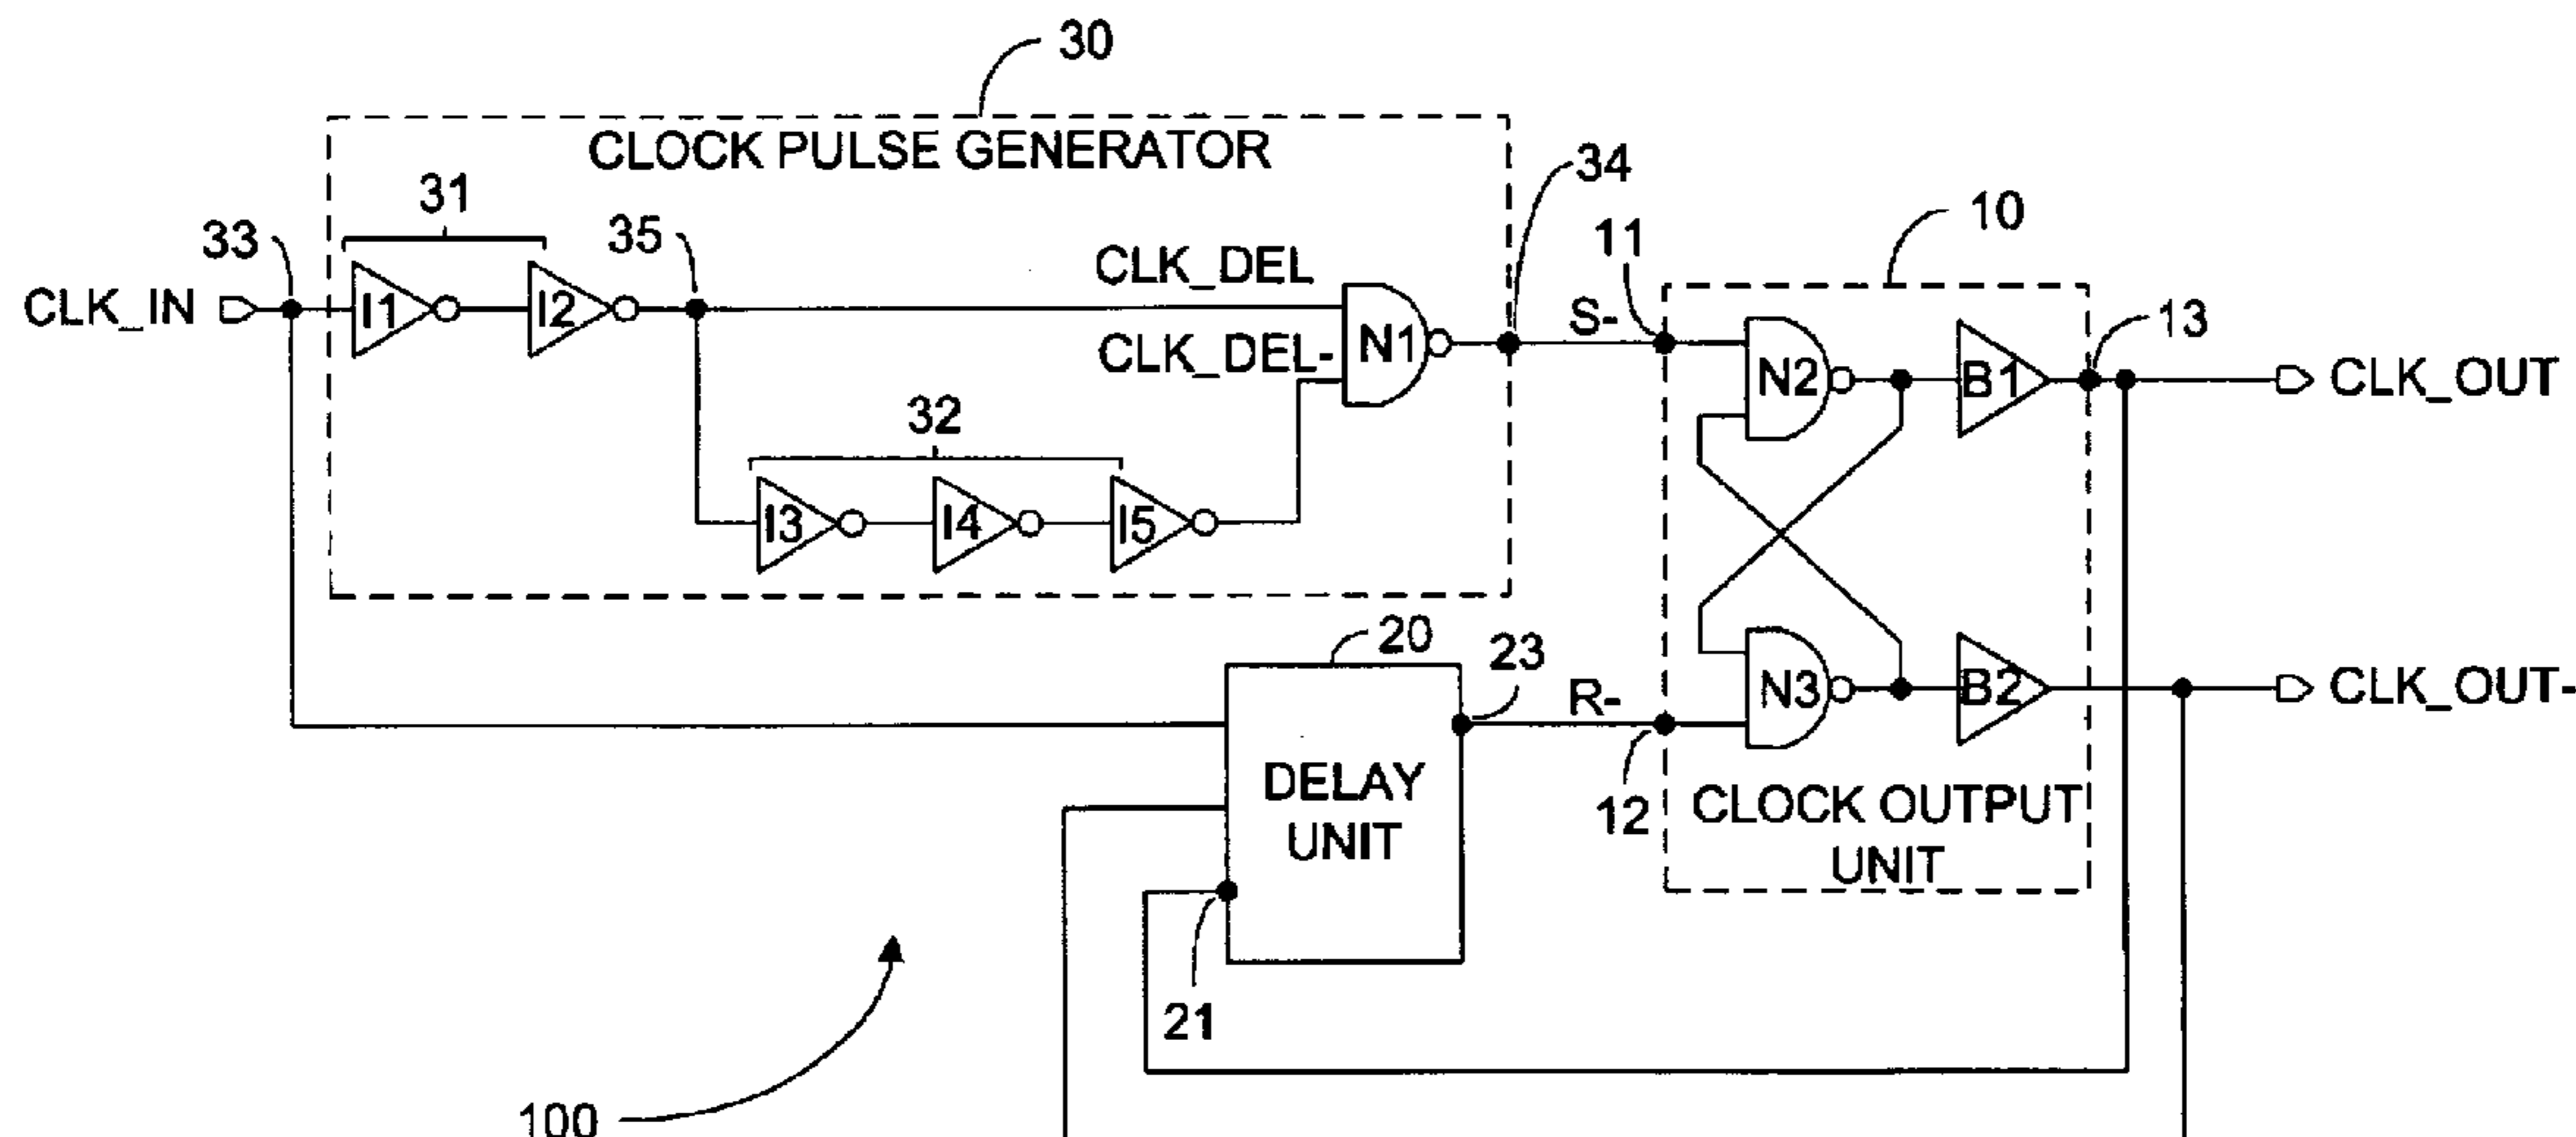 30
CLOCK PULSE GENERATOR
31
33
35
34
11
10
13
CLK_IN
I1
I2
CLK_DEL
CLK_DEL-
N1
S-
N2
B1
CLK_OUT
32
I3
I4
I5
20
23
R-
N3
B2
CLK_OUT-
DELAY
UNIT
12
CLOCK OUTPUT
UNIT
21
100